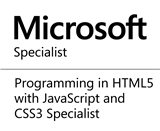 Microsoft
Specialist
Programming in HTML5
with JavaScript and
CSS3 Specialist